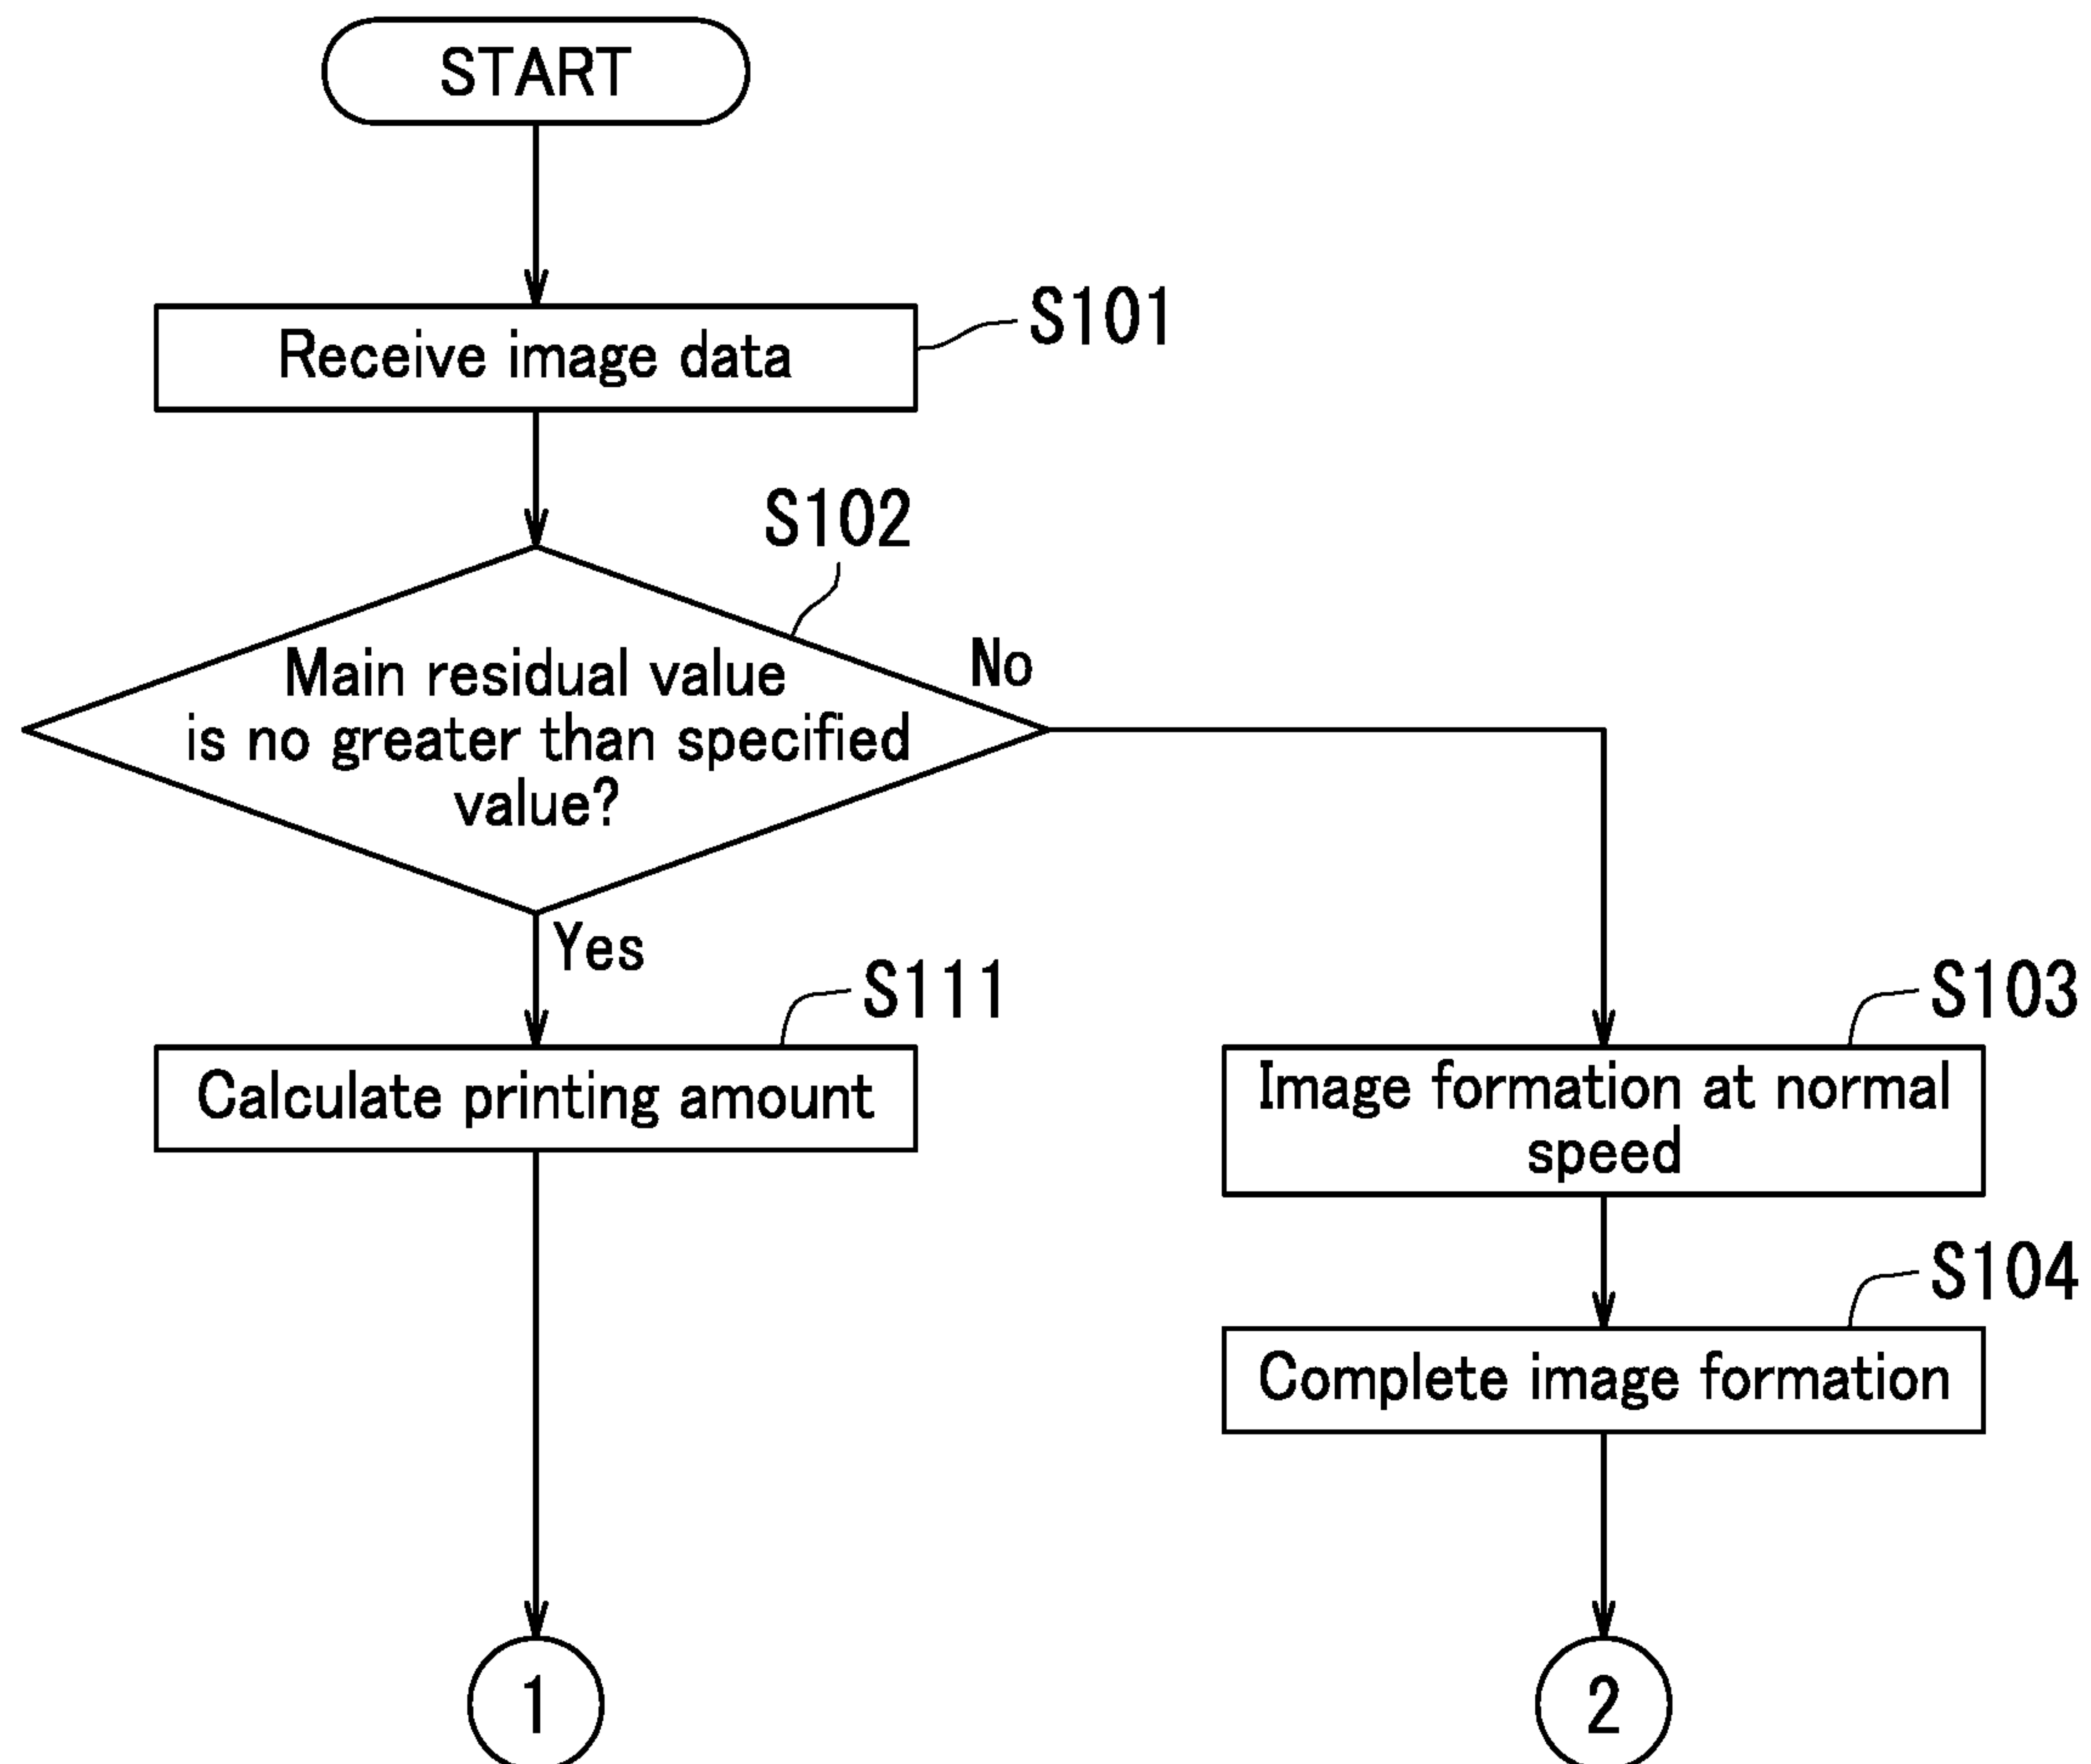 START
Receive image data
S101
S102
Main residual value
is no greater than specified
value?
No
Yes
S111
Calculate printing amount
S103
Image formation at normal
speed
S104
Complete image formation
1
2